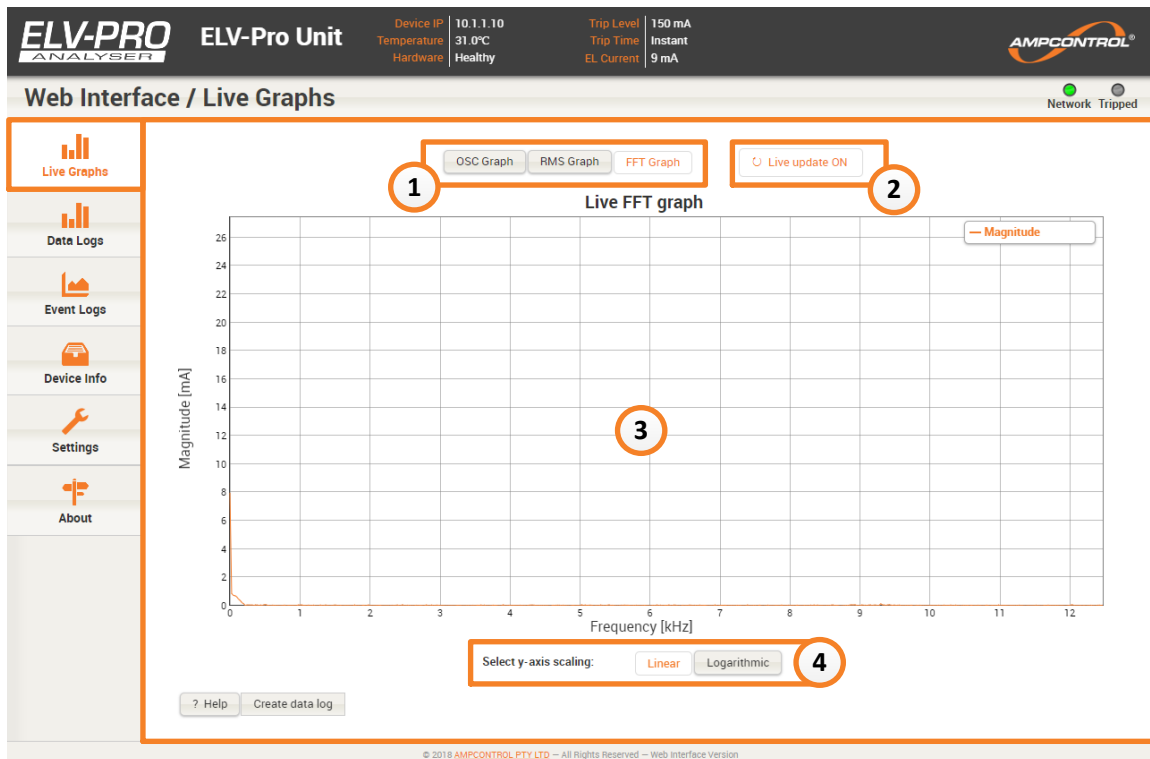 ELV-PRO
ANALYSER
ELV-Pro Unit
Device IP 10.1.1.10
Temperature 31.0°C
Hardware Healthy
Trip Level 150 mA
Trip Time Instant
EL Current 9 mA
AMPCONTROL®
Web Interface / Live Graphs
Network Tripped
Live Graphs
Data Logs
Event Logs
Device Info
Settings
About
OSC Graph RMS Graph FFT Graph
1
Live update ON
2
Live FFT graph
Magnitude
Magnitude [mA]
26
24
22
20
18
16
14
12
10
8
6
4
2
0
3
0 1 2 3 4 5 6 7 8 9 10 11 12
Frequency [kHz]
Select y-axis scaling: Linear Logarithmic
4
? Help Create data log
© 2018 AMPCONTROL PTY LTD — All Rights Reserved — Web Interface Version